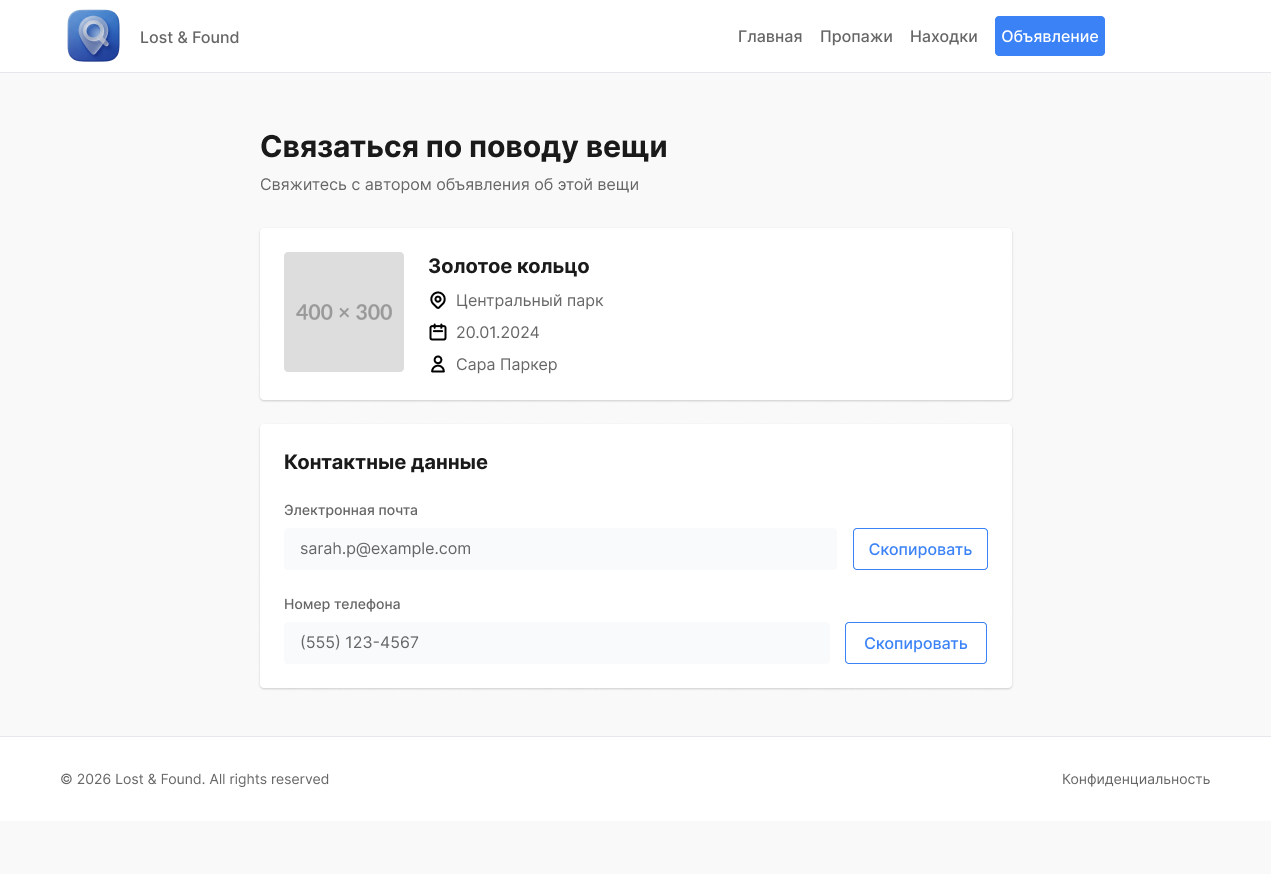 Lost & Found
Главная Пропажи Находки Объявление
Связаться по поводу вещи
Свяжитесь с автором объявления об этой вещи
400 × 300
Золотое кольцо
Центральный парк
20.01.2024
Сара Паркер
Контактные данные
Электронная почта
sarah.p@example.com Скопировать
Номер телефона
(555) 123-4567 Скопировать
© 2026 Lost & Found. All rights reserved Конфиденциальность